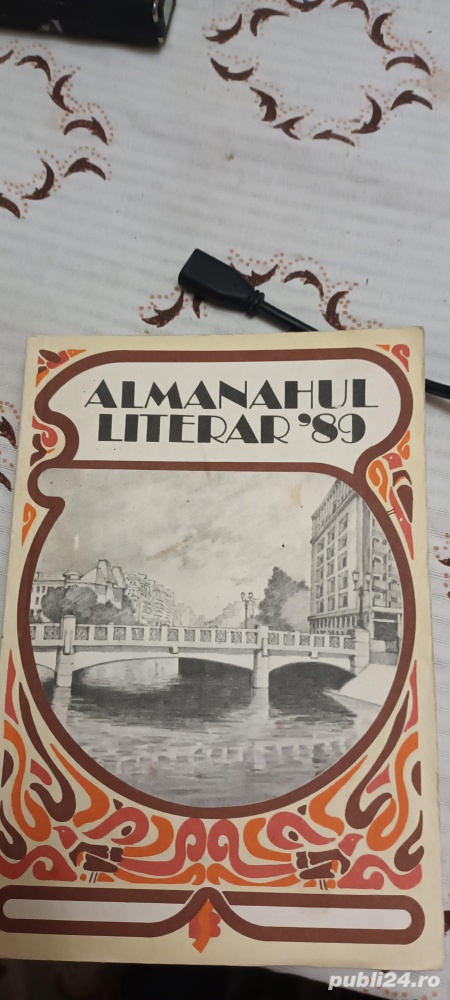 ALMANAHUL
LITERAR '89
publi24.ro